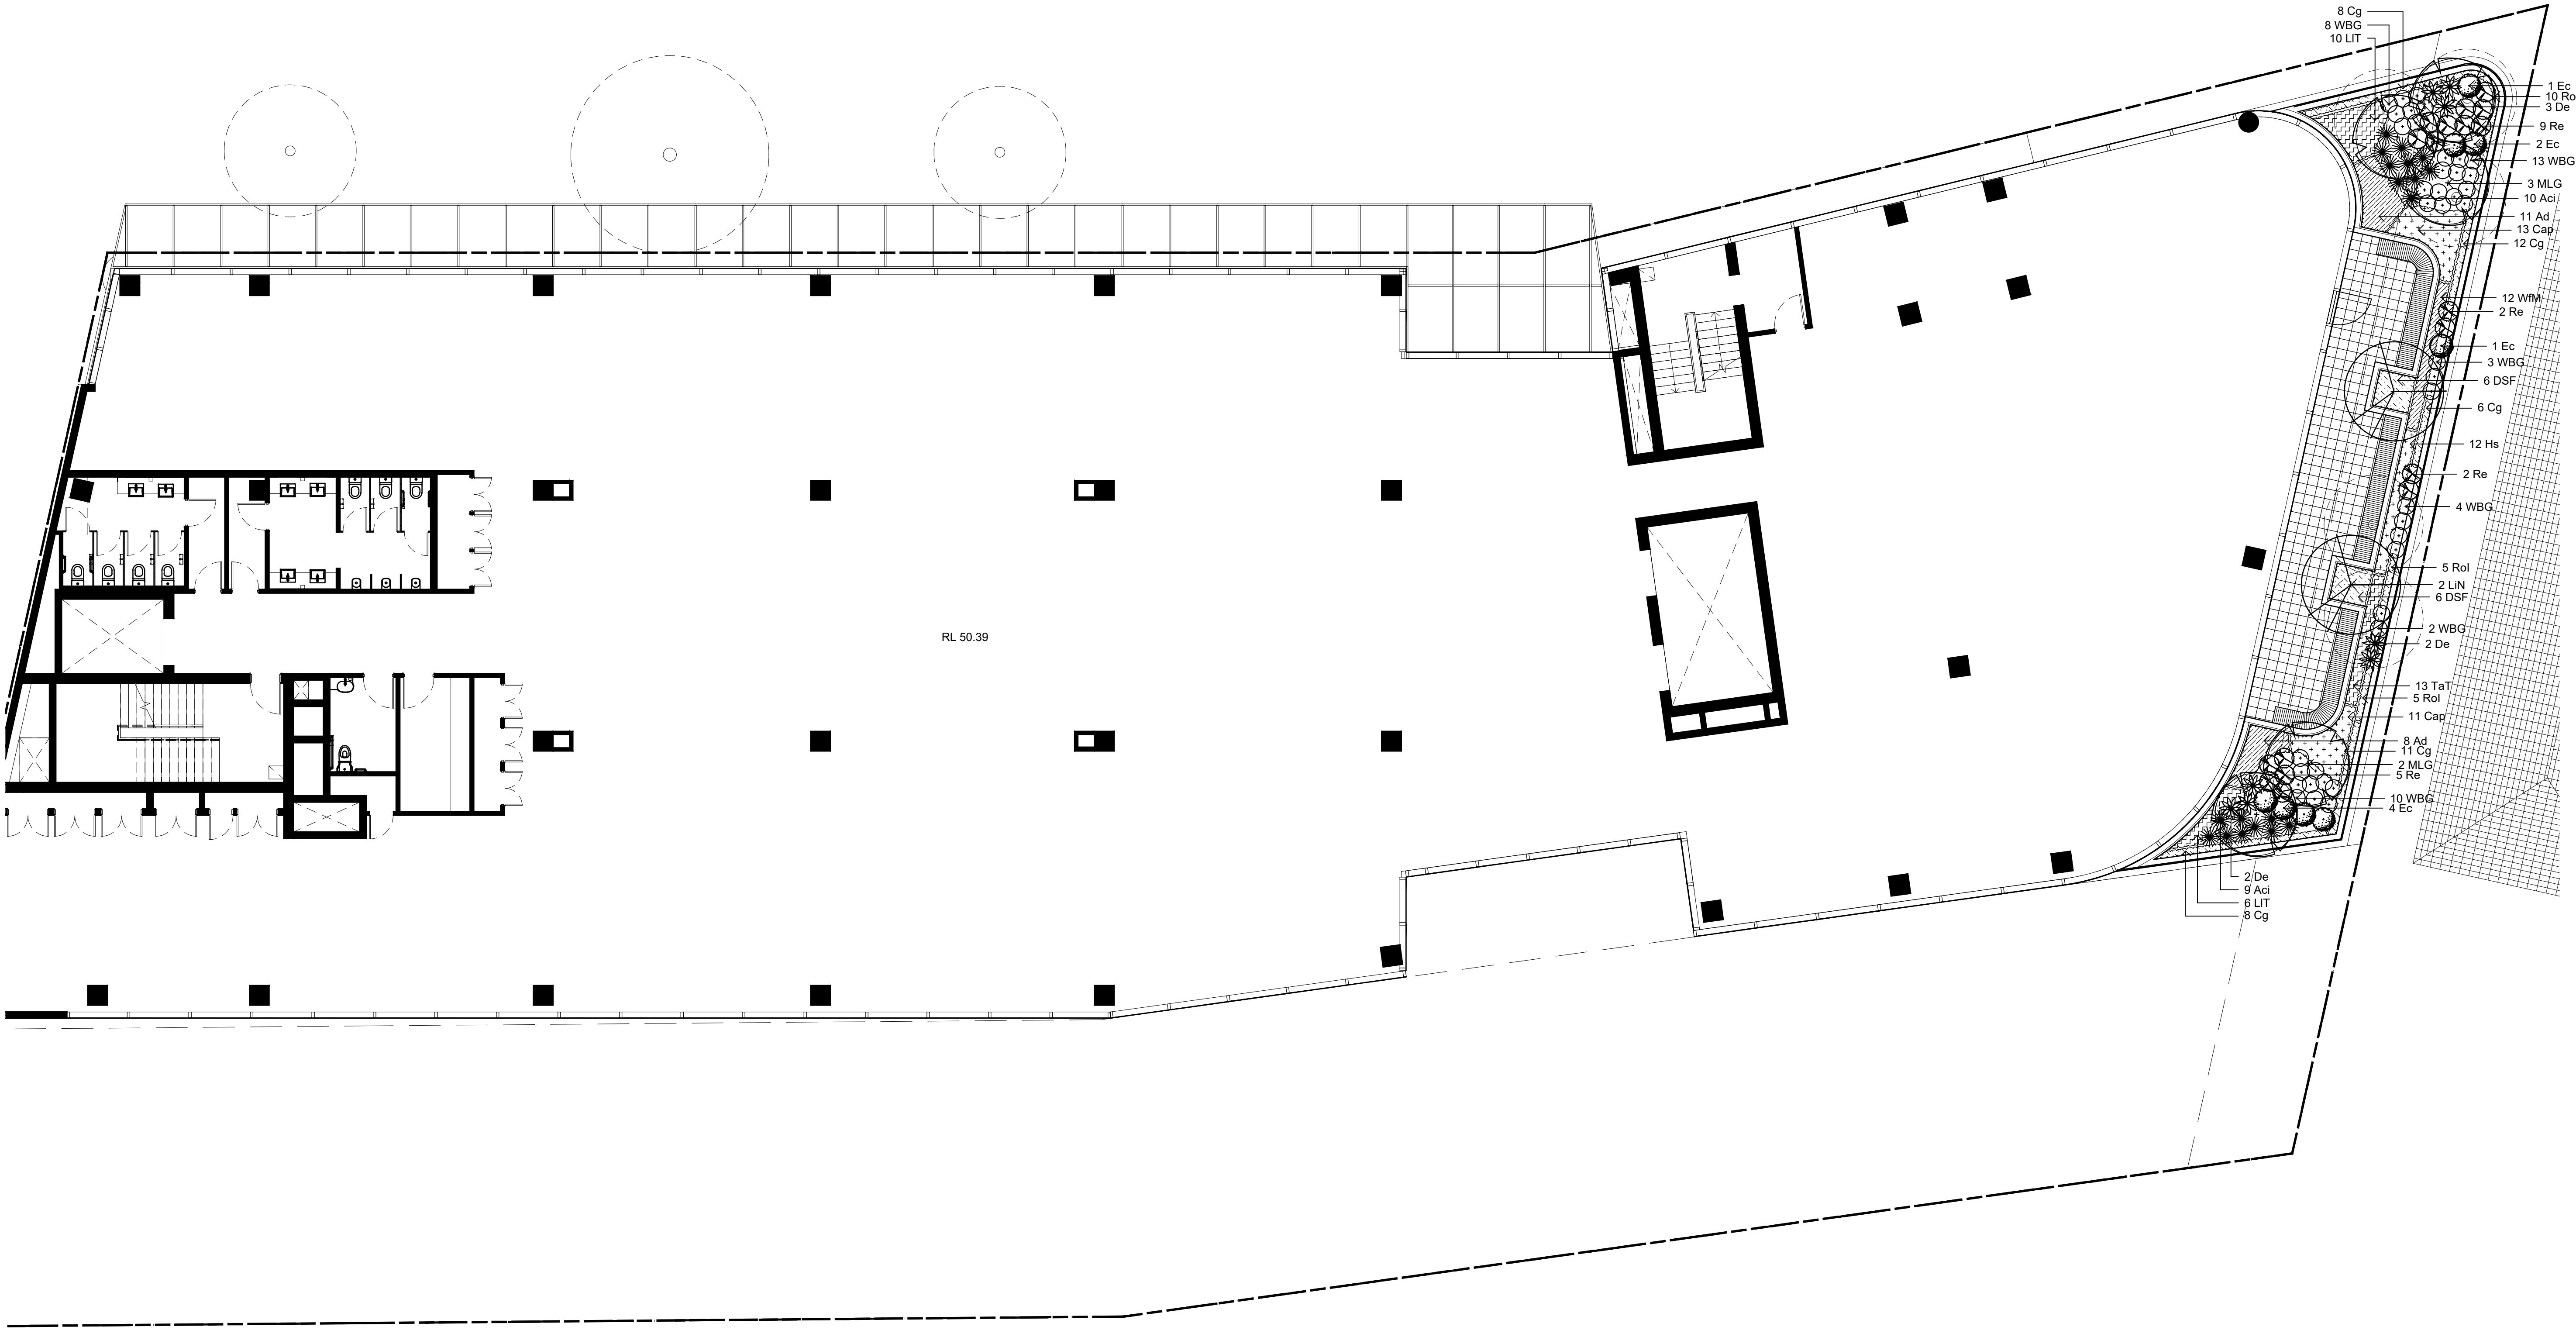 8 Cg
8 WBG
10 LIT
1 Ec
10 Ro
3 De
9 Re
2 Ec
13 WBG
3 MLG
10 Aci
11 Ad
13 Cap
12 Cg
12 WfM
2 Re
1 Ec
3 WBG
6 DSF
6 Cg
12 Hs
2 Re
4 WBG
5 Rol
2 LiN
6 DSF
RL 50.39
2 WBG
2 De
13 TaT
5 Rol
11 Cap
8 Ad
11 Cg
2 MLG
5 Re
10 WBG
4 Ec
2 De
9 Aci
6 LIT
8 Cg